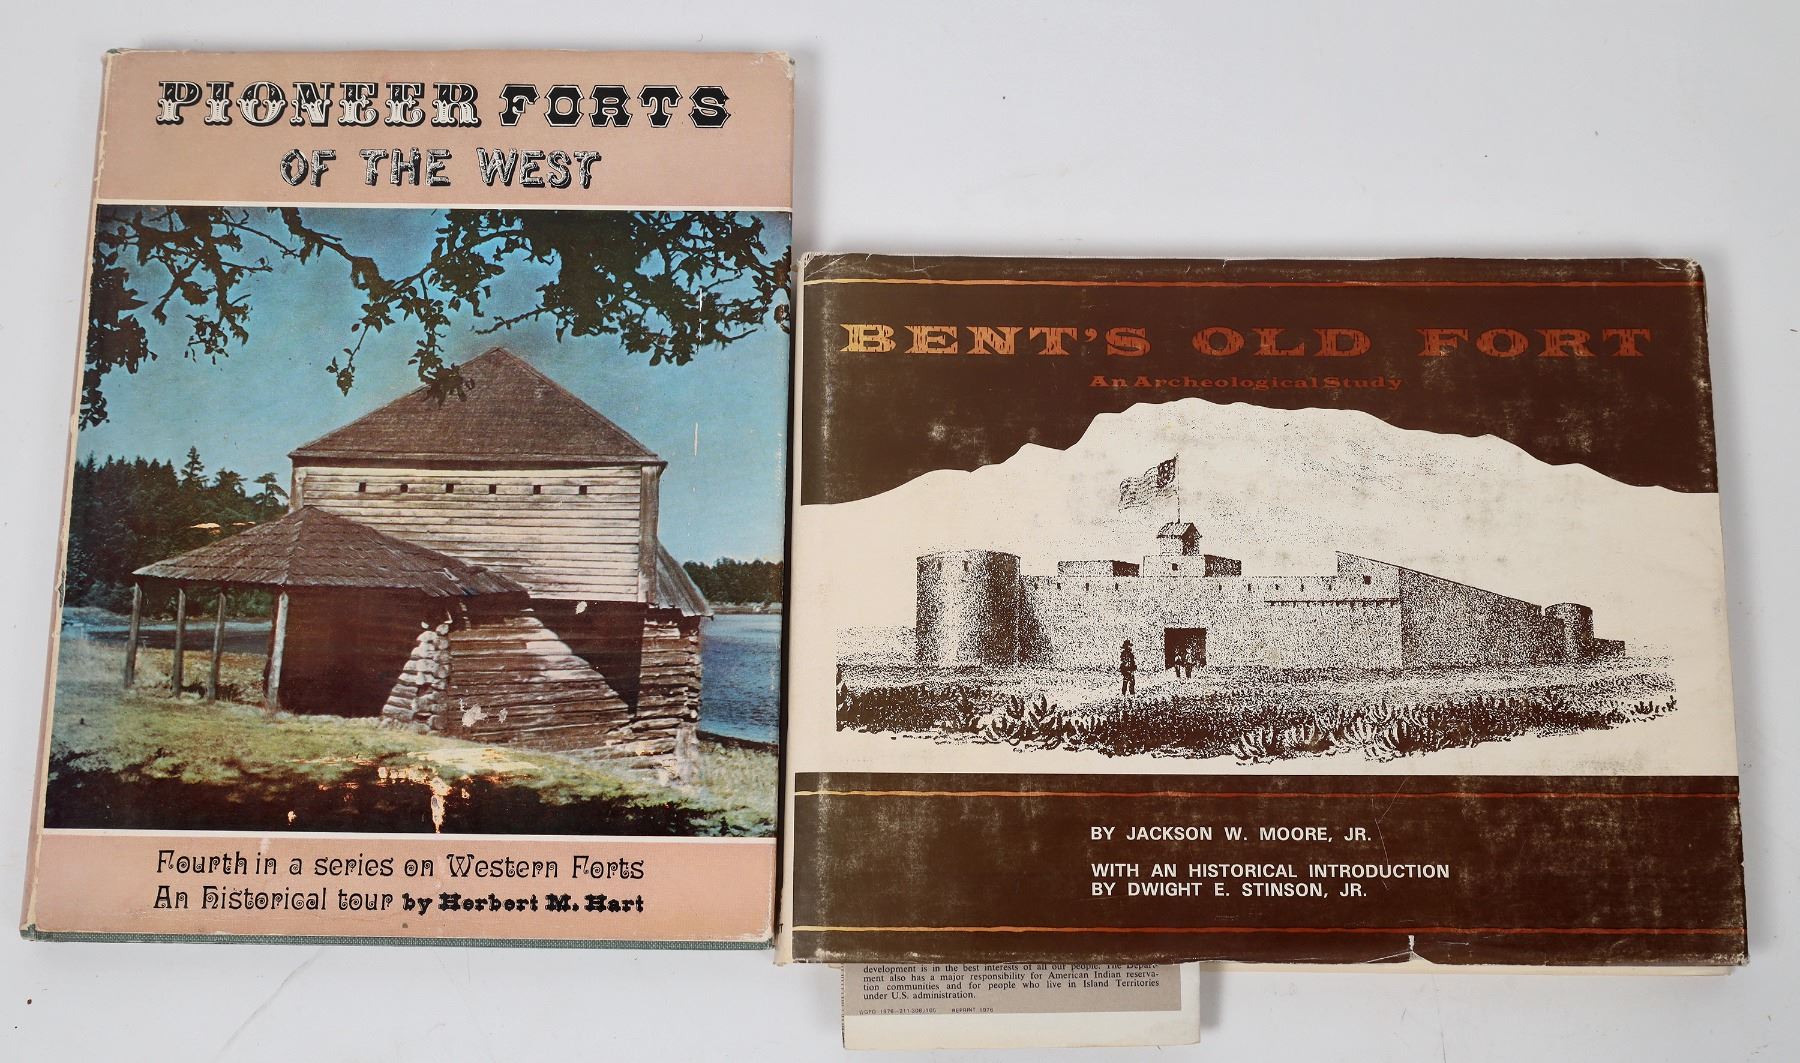 PIONEER FORTS
OF THE WEST
Fourth in a series on Western Forts
An historical tour by Herbert M. Hart
BENT'S OLD FORT
An Archeological Study
BY JACKSON W. MOORE, JR.
WITH AN HISTORICAL INTRODUCTION
BY DWIGHT E. STINSON, JR.
development is in the best interests of all our people. The Depart-
ment also has a major responsibility for American Indian reserva-
tion communities and for people who live in Island Territories
under U.S. administration.
REPRINT 1976